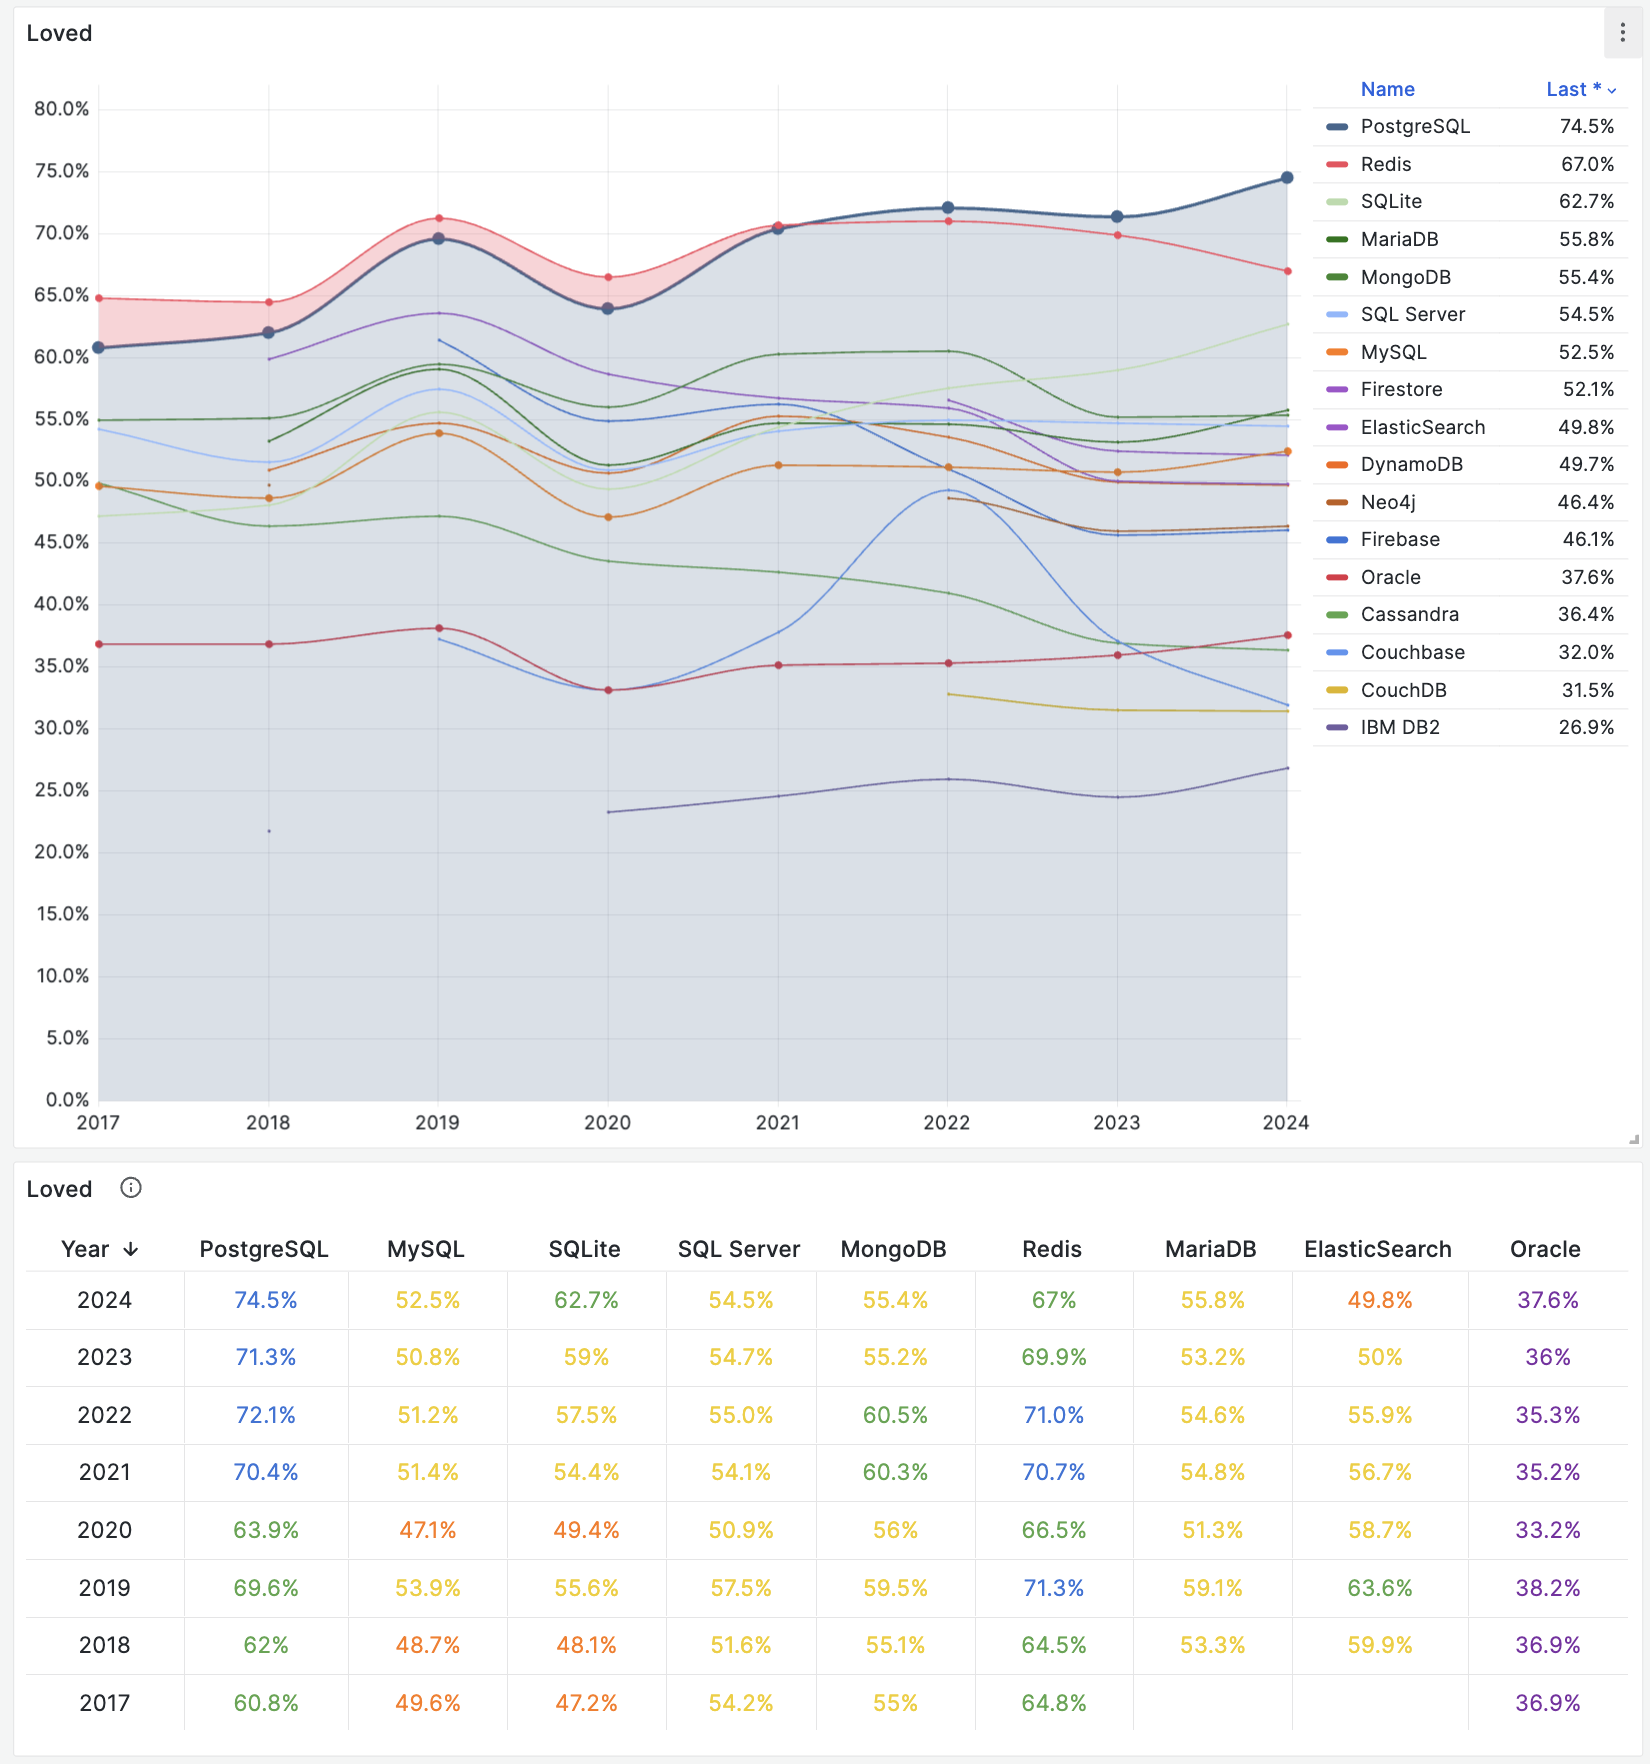 Loved
Name Last *
80.0%
75.0%
70.0%
65.0%
60.0%
55.0%
50.0%
45.0%
40.0%
35.0%
30.0%
25.0%
20.0%
15.0%
10.0%
5.0%
0.0%
2017 2018 2019 2020 2021 2022 2023 2024
PostgreSQL 74.5%
Redis 67.0%
SQLite 62.7%
MariaDB 55.8%
MongoDB 55.4%
SQL Server 54.5%
MySQL 52.5%
Firestore 52.1%
ElasticSearch 49.8%
DynamoDB 49.7%
Neo4j 46.4%
Firebase 46.1%
Oracle 37.6%
Cassandra 36.4%
Couchbase 32.0%
CouchDB 31.5%
IBM DB2 26.9%
Loved
Year PostgreSQL MySQL SQLite SQL Server MongoDB Redis MariaDB ElasticSearch Oracle
2024 74.5% 52.5% 62.7% 54.5% 55.4% 67% 55.8% 49.8% 37.6%
2023 71.3% 50.8% 59% 54.7% 55.2% 69.9% 53.2% 50% 36%
2022 72.1% 51.2% 57.5% 55.0% 60.5% 71.0% 54.6% 55.9% 35.3%
2021 70.4% 51.4% 54.4% 54.1% 60.3% 70.7% 54.8% 56.7% 35.2%
2020 63.9% 47.1% 49.4% 50.9% 56% 66.5% 51.3% 58.7% 33.2%
2019 69.6% 53.9% 55.6% 57.5% 59.5% 71.3% 59.1% 63.6% 38.2%
2018 62% 48.7% 48.1% 51.6% 55.1% 64.5% 53.3% 59.9% 36.9%
2017 60.8% 49.6% 47.2% 54.2% 55% 64.8% 36.9%